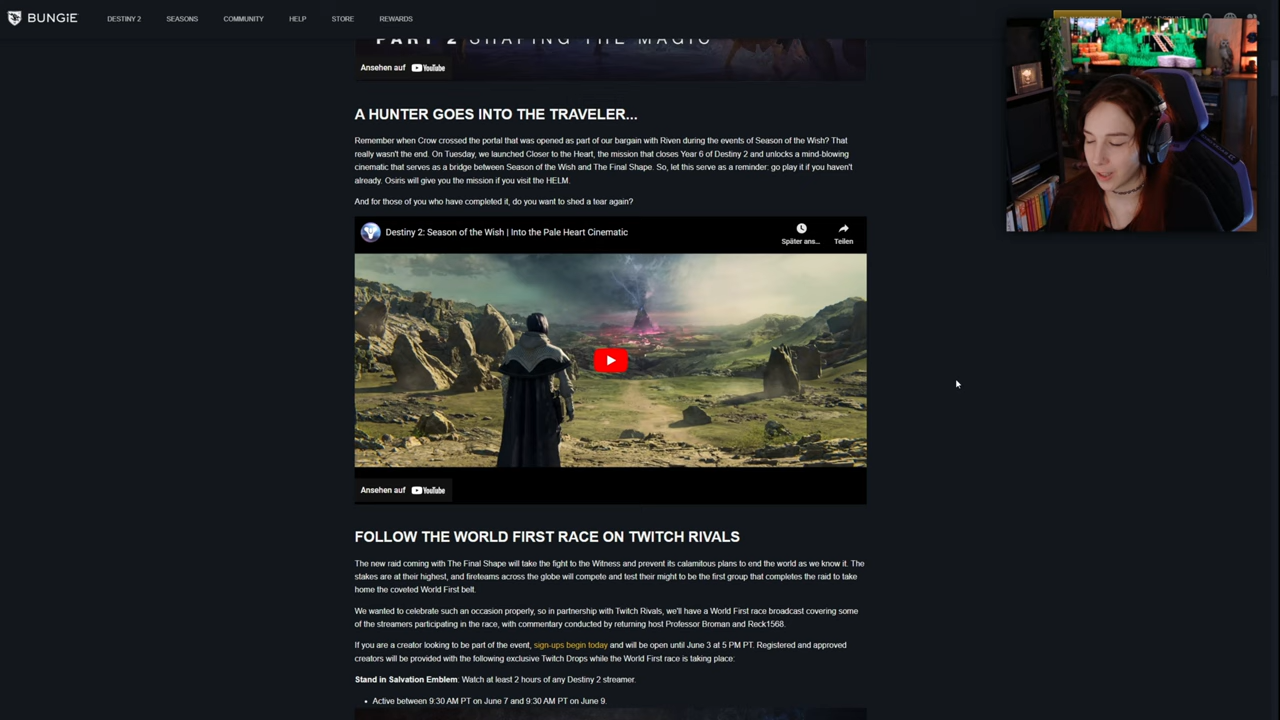 BUNGiE
DESTINY 2
SEASONS
COMMUNITY
HELP
STORE
REWARDS
PART 2 SHAPING THE MAGIC
Ansehen auf YouTube
A HUNTER GOES INTO THE TRAVELER...
Remember when Crow crossed the portal that was opened as part of our bargain with Riven during the events of Season of the Wish? That
really wasn't the end. On Tuesday, we launched Closer to the Heart, the mission that closes Year 6 of Destiny 2 and unlocks a mind-blowing
cinematic that serves as a bridge between Season of the Wish and The Final Shape. So, let this serve as a reminder: go play it if you haven't
already. Osiris will give you the mission if you visit the HELM.
And for those of you who have completed it, do you want to shed a tear again?
Destiny 2: Season of the Wish | Into the Pale Heart Cinematic
Später ans...
Teilen
Ansehen auf YouTube
FOLLOW THE WORLD FIRST RACE ON TWITCH RIVALS
The new raid coming with The Final Shape will take the fight to the Witness and prevent its calamitous plans to end the world as we know it. The
stakes are at their highest, and fireteams across the globe will compete and test their might to be the first group that completes the raid to take
home the coveted World First belt.
We wanted to celebrate such an occasion properly, so in partnership with Twitch Rivals, we'll have a World First race broadcast covering some
of the streamers participating in the race, with commentary conducted by returning host Professor Broman and Reck1568.
If you are a creator looking to be part of the event, sign-ups begin today and will be open until June 3 at 5 PM PT. Registered and approved
creators will be provided with the following exclusive Twitch Drops while the World First race is taking place:
Stand in Salvation Emblem: Watch at least 2 hours of any Destiny 2 streamer.
• Active between 9:30 AM PT on June 7 and 9:30 AM PT on June 9.